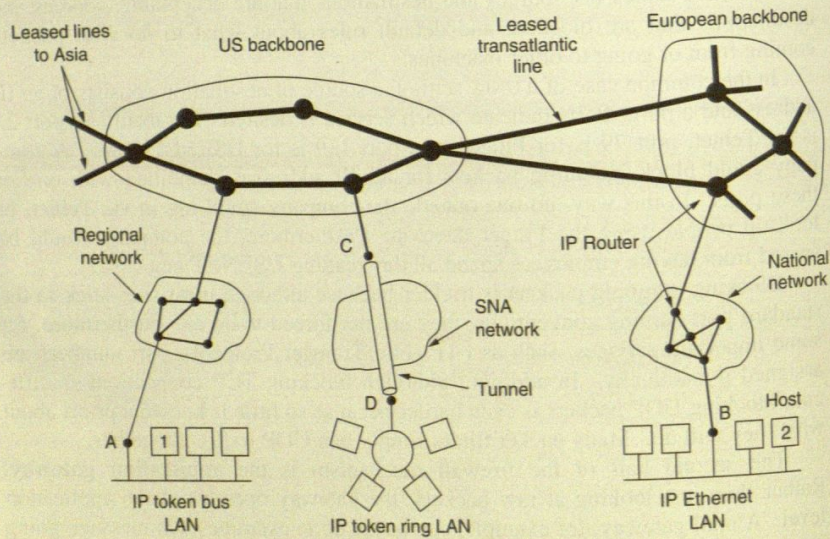 Leased lines
to Asia
US backbone
Leased
transatlantic
line
European backbone
Regional
network
C
IP Router
National
network
SNA
network
Tunnel
D
A
1
B
Host
2
IP token bus
LAN
IP token ring LAN
IP Ethernet
LAN